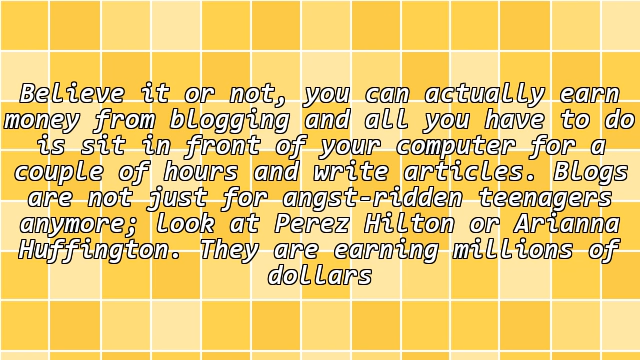 Believe it or not, you can actually earn
money from blogging and all you have to do
is sit in front of your computer for a
couple of hours and write articles. Blogs
are not just for angst-ridden teenagers
anymore; look at Perez Hilton or Arianna
Huffington. They are earning millions of
dollars